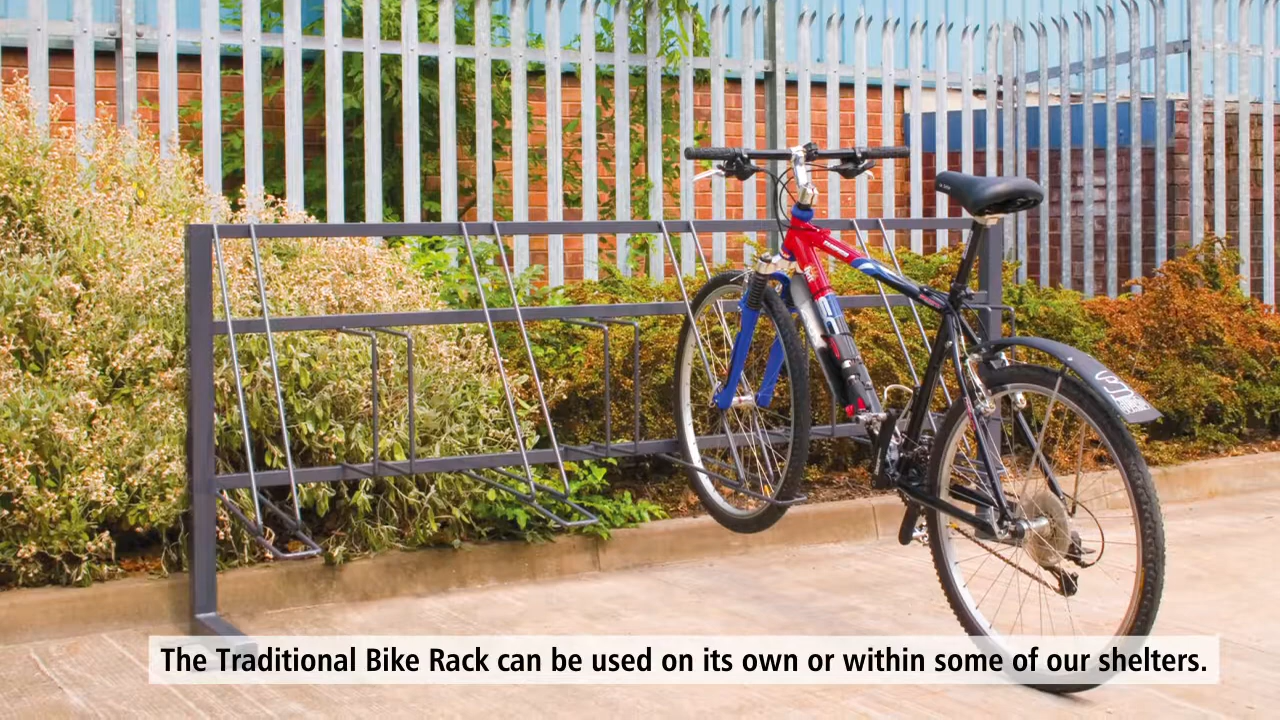 The Traditional Bike Rack can be used on its own or within some of our shelters.